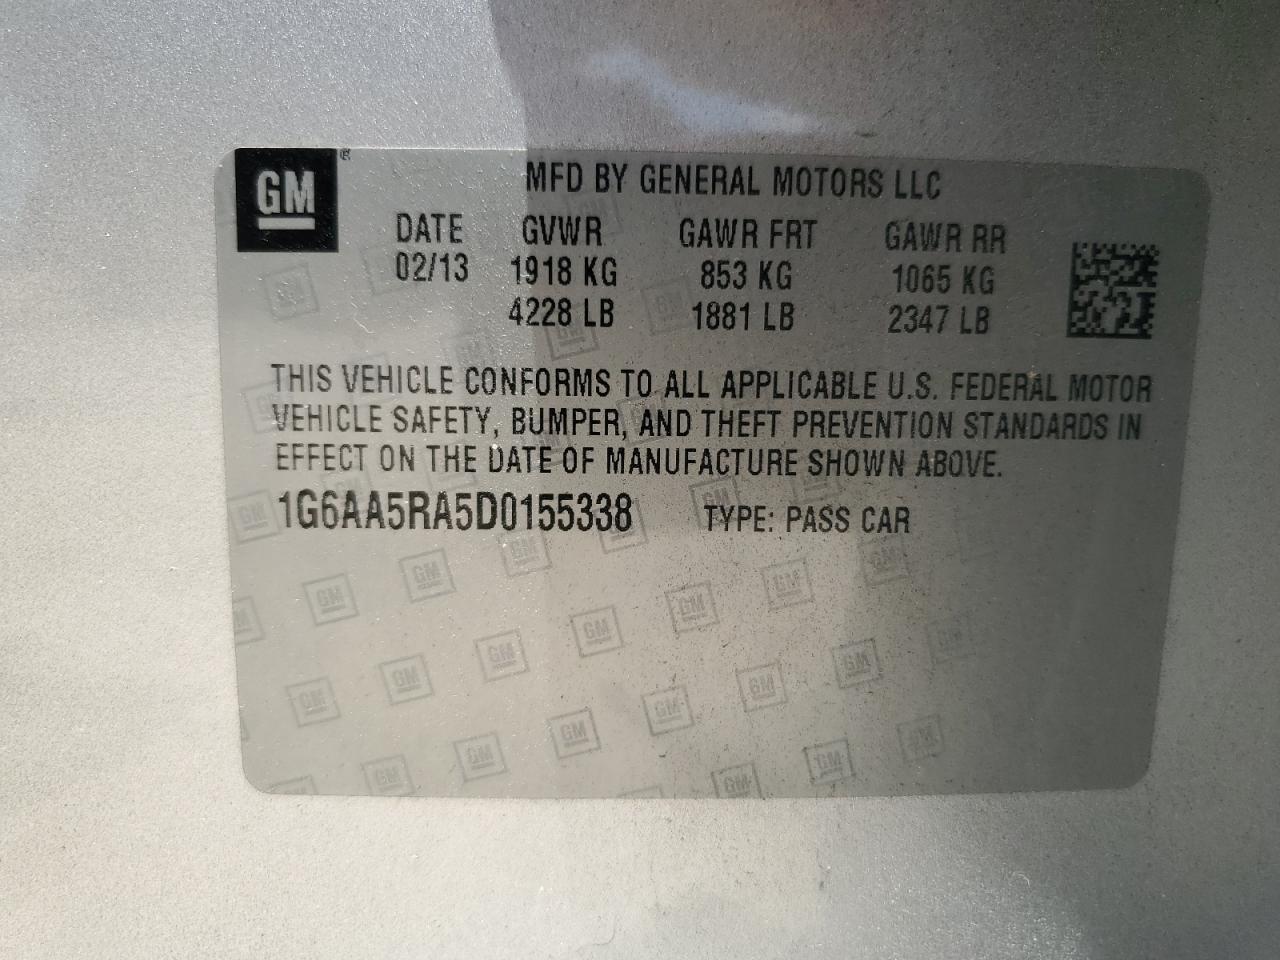 GM
MFD BY GENERAL MOTORS LLC
DATE GVWR GAWR FRT GAWR RR
02/13 1918 KG 853 KG 1065 KG
4228 LB 1881 LB 2347 LB
THIS VEHICLE CONFORMS TO ALL APPLICABLE U.S. FEDERAL MOTOR
VEHICLE SAFETY, BUMPER, AND THEFT PREVENTION STANDARDS IN
EFFECT ON THE DATE OF MANUFACTURE SHOWN ABOVE.
1G6AA5RA5D0155338 TYPE: PASS CAR